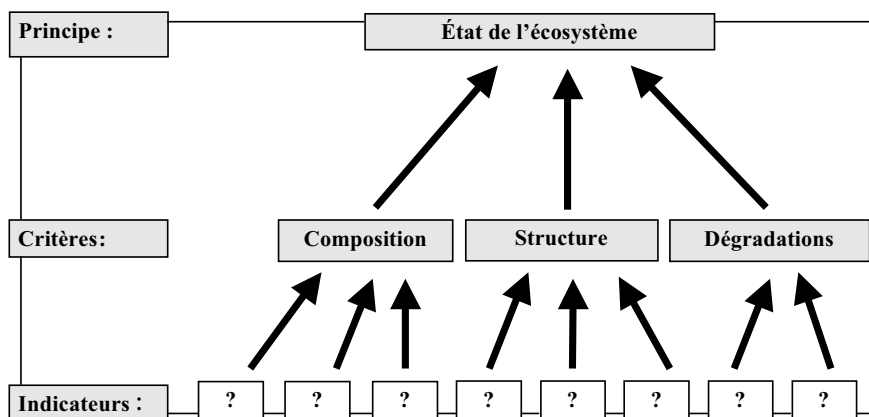 Principe :
État de l’écosystème
Critères:
Composition
Structure
Dégradations
Indicateurs :
? ? ? ? ? ? ? ?